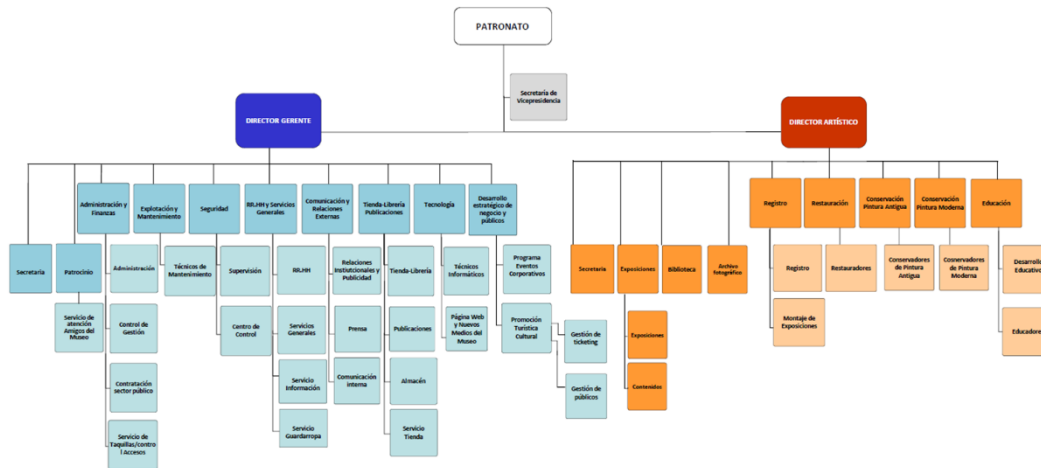 PATRONATO
Secretaría de
Vicepresidencia
DIRECTOR GERENTE
DIRECTOR ARTÍSTICO
Administración y
Finanzas
Explotación y
Mantenimiento
Seguridad
RR.HH y Servicios
Generales
Comunicación y
Relaciones
Externas
Tienda-Librería
Publicaciones
Tecnología
Desarrollo
estratégico de
negocio y
públicos
Registro
Restauración
Conservación
Pintura Antigua
Conservación
Pintura Moderna
Educación
Secretaria
Patrocinio
Administración
Técnicos de
Mantenimiento
Supervisión
RR.HH
Relaciones
Institutcionales y
Publicidad
Tienda-Librería
Técnicos
Informáticos
Programa
Eventos
Corporativos
Secretaria
Exposiciones
Biblioteca
Archivo
fotográfico
Registro
Restauradores
Conservadores
de Pintura
Antigua
Cosnervadores
de Pintura
Moderna
Desarrollo
Educativo
Servicio de
atención
Amigos del
Museo
Control de
Gestión
Centro de
Control
Servicios
Generales
Prensa
Publicaciones
Página Web
y Nuevos
Medios del
Museo
Promoción
Turística
Cultural
Gestión de
ticketing
Exposiciones
Montaje de
Exposiciones
Educadores
Contratación
sector público
Servicio
Información
Comunicación
interna
Almacén
Gestión de
públicos
Contenidos
Servicio de
Taquillas/contro
l Accesos
Servicio
Guardarropa
Servicio
Tienda